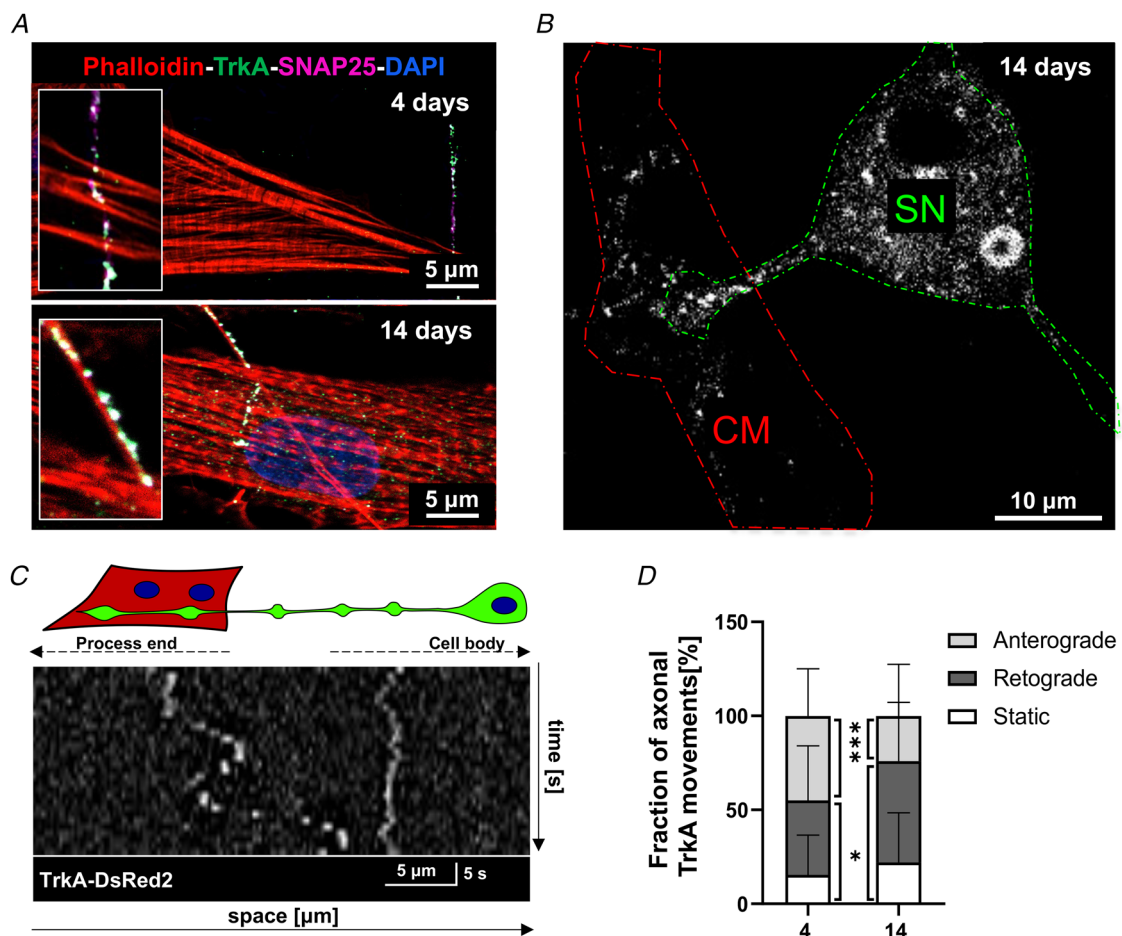 A
Phalloidin-TrkA-SNAP25-DAPI
4 days
5 µm
14 days
5 µm
B
14 days
SN
CM
10 µm
C
Process end
Cell body
time [s]
TrkA-DsRed2
5 µm
5 s
space [µm]
D
Fraction of axonal
TrkA movements[%]
150
100
50
0
***
*
4
14
Anterograde
Retograde
Static